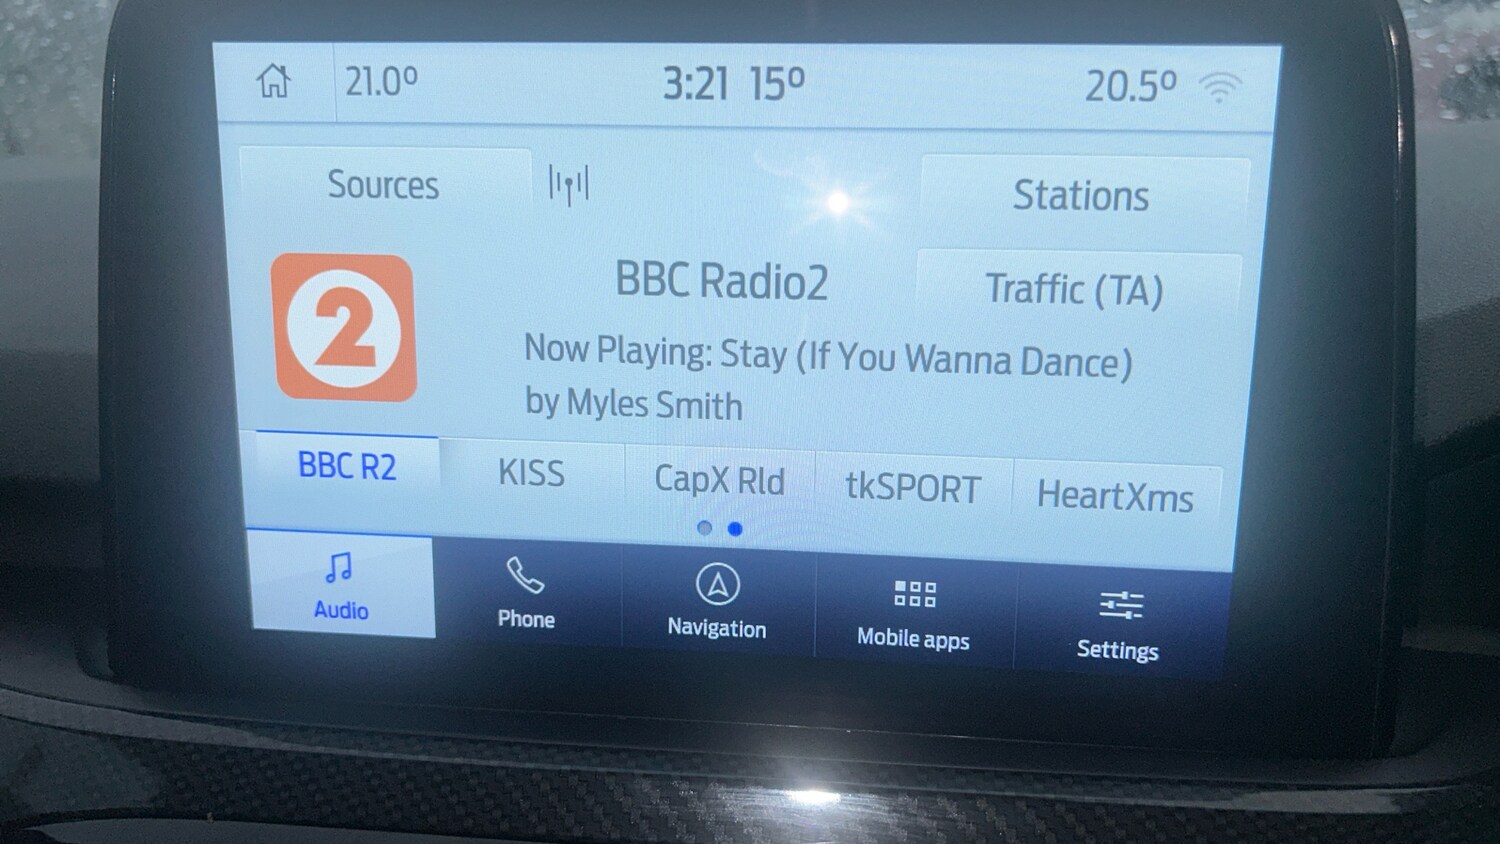 21.0º
3:21 15º
20.5º
Sources
Stations
2
BBC Radio2
Traffic (TA)
Now Playing: Stay (If You Wanna Dance)
by Myles Smith
BBC R2
KISS
CapX Rld
tkSPORT
HeartXms
Audio
Phone
Navigation
Mobile apps
Settings